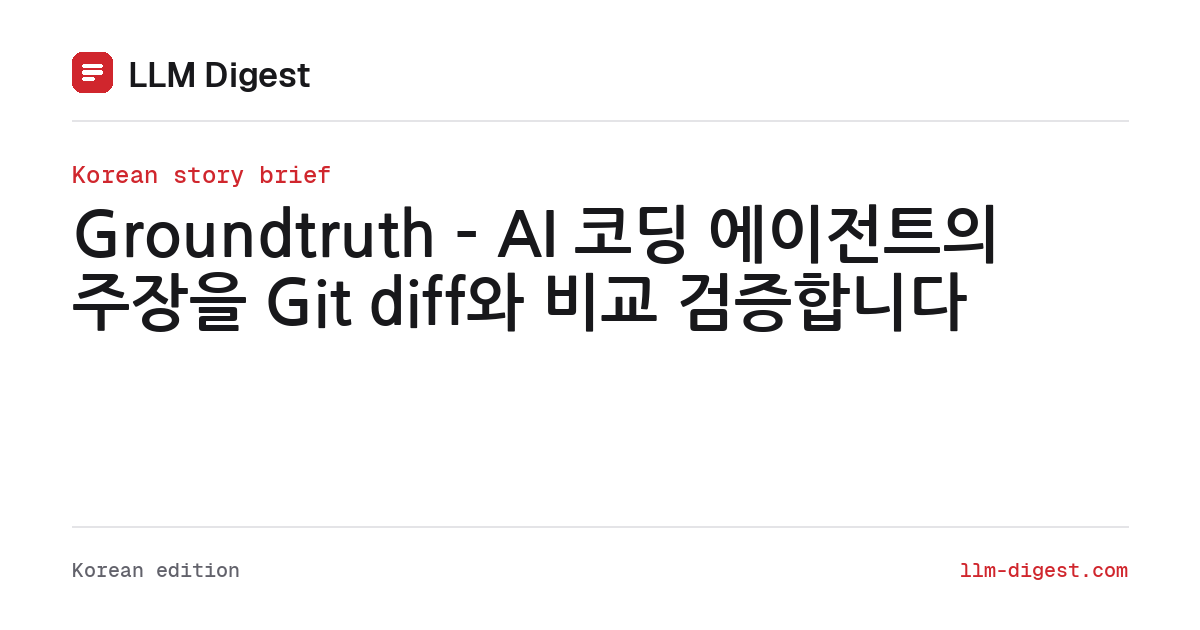 LLM Digest
Korean story brief
Groundtruth - AI 코딩 에이전트의
주장을 Git diff와 비교 검증합니다
Korean edition
llm-digest.com